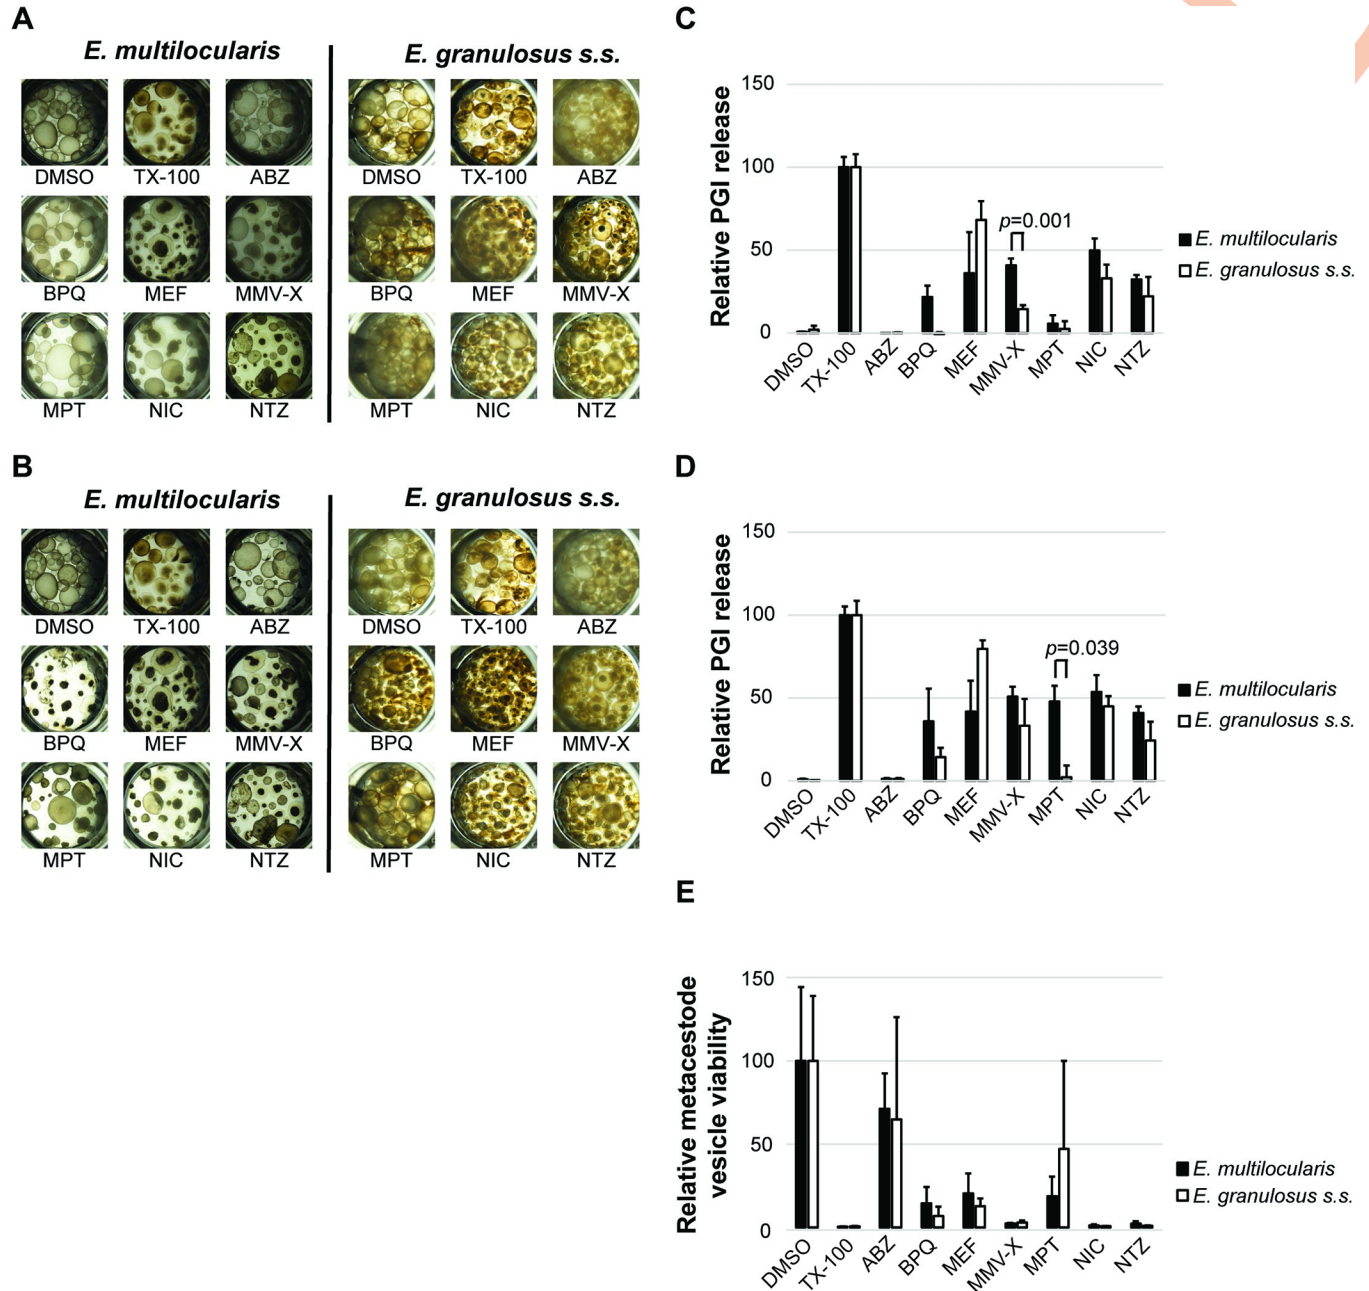 A
E. multilocularis
E. granulosus s.s.
DMSO TX-100 ABZ DMSO TX-100 ABZ
BPQ MEF MMV-X BPQ MEF MMV-X
MPT NIC NTZ MPT NIC NTZ
B
E. multilocularis
E. granulosus s.s.
DMSO TX-100 ABZ DMSO TX-100 ABZ
BPQ MEF MMV-X BPQ MEF MMV-X
MPT NIC NTZ MPT NIC NTZ
C
Relative PGI release
150
100
50
0
p=0.001
DMSO TX-100 ABZ BPQ MEF MMV-X MPT NIC NTZ
E. multilocularis
E. granulosus s.s.
D
Relative PGI release
150
100
50
0
p=0.039
DMSO TX-100 ABZ BPQ MEF MMV-X MPT NIC NTZ
E. multilocularis
E. granulosus s.s.
E
Relative metacestode
vesicle viability
150
100
50
0
DMSO TX-100 ABZ BPQ MEF MMV-X MPT NIC NTZ
E. multilocularis
E. granulosus s.s.